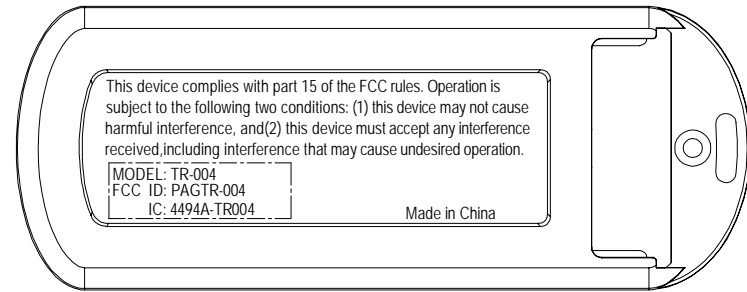 This device complies with part 15 of the FCC rules. Operation is
subject to the following two conditions: (1) this device may not cause
harmful interference, and(2) this device must accept any interference
received,including interference that may cause undesired operation.
MODEL: TR-004
FCC ID: PAGTR-004
IC: 4494A-TR004
Made in China